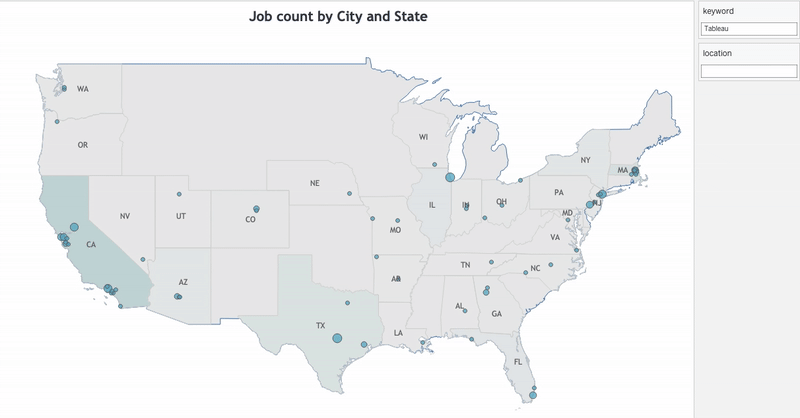 Job count by City and State
keyword
Tableau
location
WA
OR
WI
NY
MA
NE
IL
IN
OH
PA
NJ
NV
UT
CO
MO
MD
VA
CA
AZ
TN
NC
AR
AL
GA
TX
LA
FL